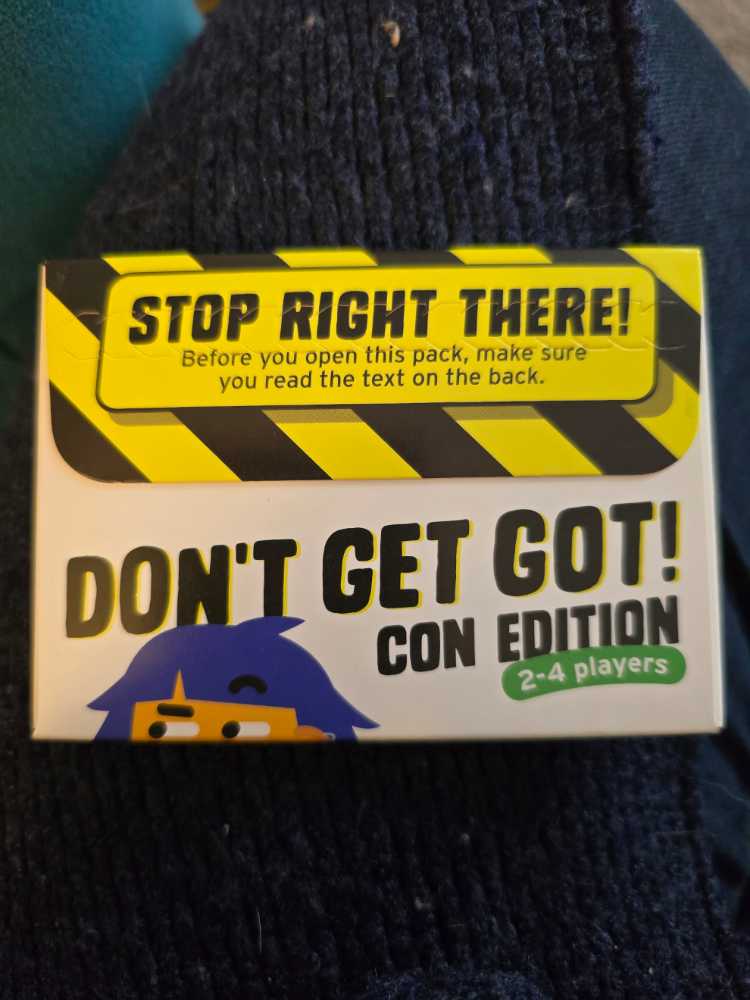 STOP RIGHT THERE!
Before you open this pack, make sure
you read the text on the back.
DON'T GET GOT!
CON EDITION
2-4 players